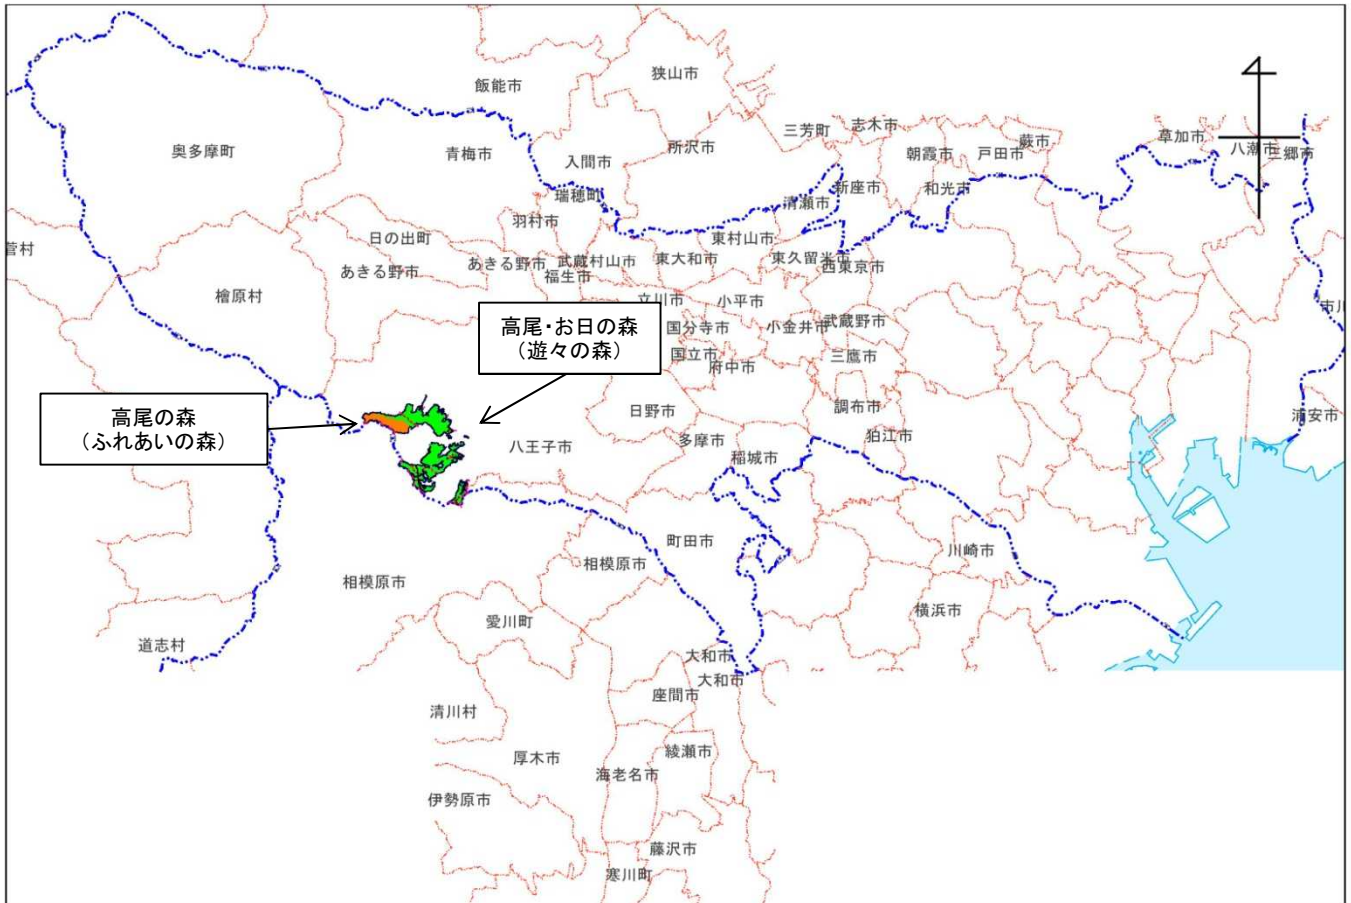 狭山市
飯能市
三芳町
志木市
草加市
蕨市
奥多摩町
青梅市
入間市
所沢市
朝霞市
戸田市
八潮市
三郷市
瑞穂町
新座市
和光市
清瀬市
羽村市
日の出町
東村山市
菅村
あきる野市
あきる野市
武蔵村山市
福生市
東大和市
東久留米市
西東京市
檜原村
立川市
小平市
市川
高尾・お日の森
（遊々の森）
国分寺市
小金井市
武蔵野市
国立市
府中市
三鷹市
高尾の森
（ふれあいの森）
日野市
調布市
浦安市
八王子市
多摩市
狛江市
稲城市
町田市
川崎市
相模原市
相模原市
愛川町
横浜市
道志村
大和市
大和市
座間市
清川村
厚木市
綾瀬市
海老名市
伊勢原市
藤沢市
寒川町